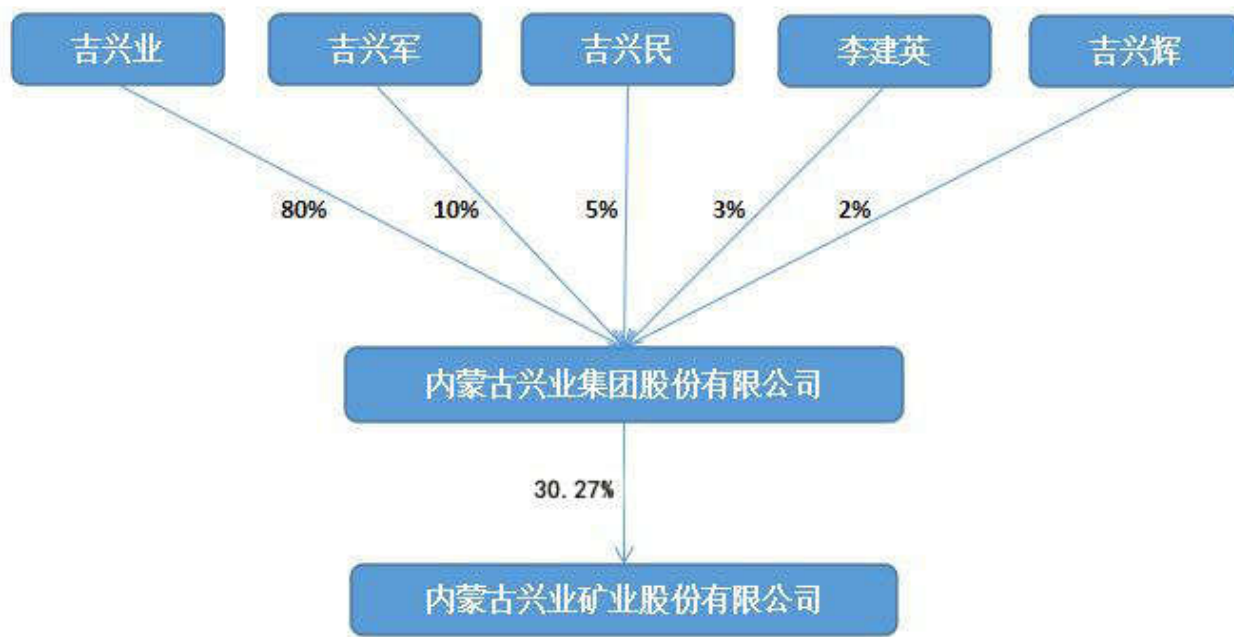 吉兴业
吉兴军
吉兴民
李建英
吉兴辉
80%
10%
5%
3%
2%
内蒙古兴业集团股份有限公司
30.27%
内蒙古兴业矿业股份有限公司